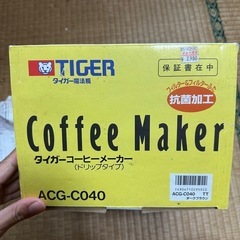 TIGER
タイガー魔法瓶
保証書在中
フィルター&フィルターケース
抗菌加工
Coffee Maker
タイガーコーヒーメーカー
(ドリップタイプ)
ACG-C040
ACG-C040 TT
ダークブラウン